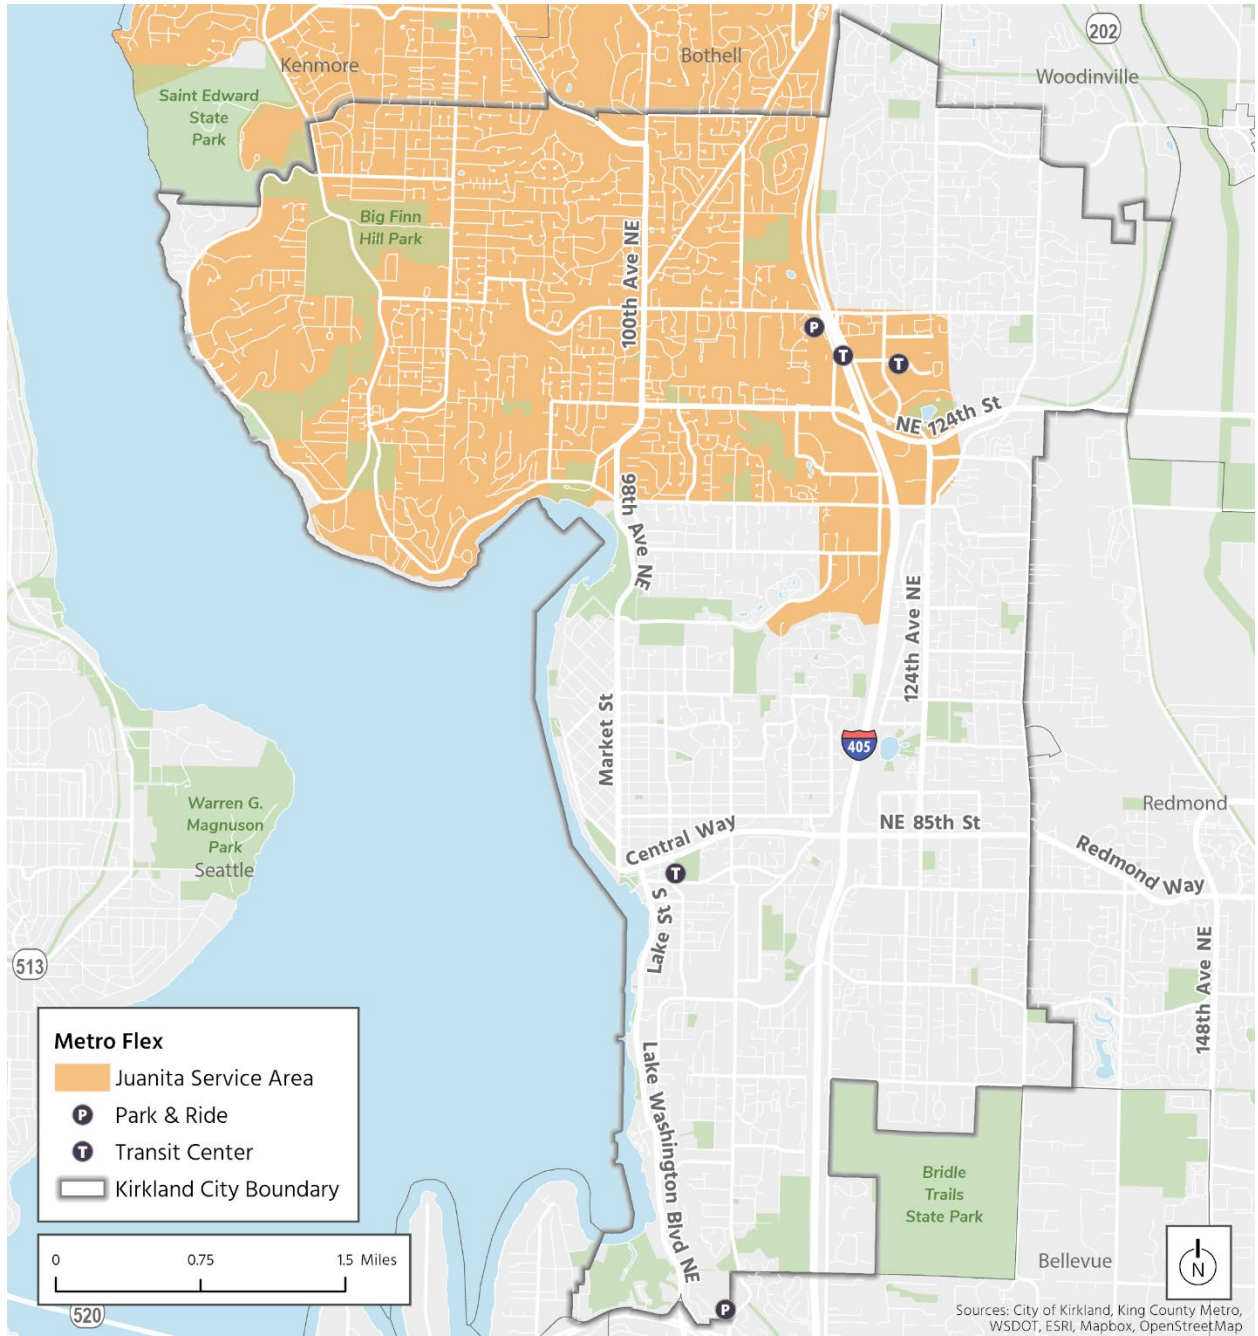 202
Kenmore
Bothell
Woodinville
Saint Edward
State
Park
Big Finn
Hill Park
100th Ave NE
P
T
T
NE 124th St
98th Ave NE
124th Ave NE
Market St
405
Warren G.
Magnuson
Park
Seattle
Redmond
Central Way
NE 85th St
Redmond Way
T
Lake St S
513
148th Ave NE
Metro Flex
Juanita Service Area
P Park & Ride
T Transit Center
Kirkland City Boundary
Lake Washington Blvd NE
Bridle
Trails
State Park
0 0.75 1.5 Miles
Bellevue
N
520
P
Sources: City of Kirkland, King County Metro,
WSDOT, ESRI, Mapbox, OpenStreetMap